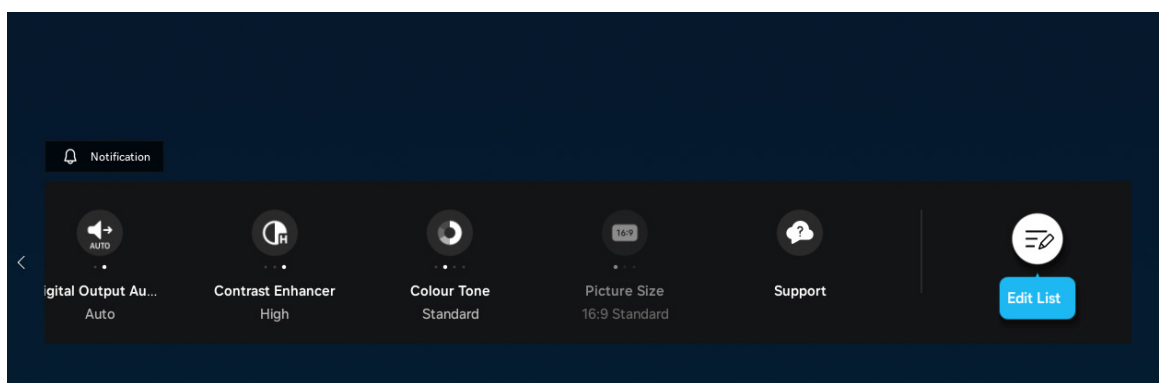 Notification
AUTO
igital Output Au...
Auto
H
Contrast Enhancer
High
Colour Tone
Standard
16:9
Picture Size
16:9 Standard
?
Support
Edit List